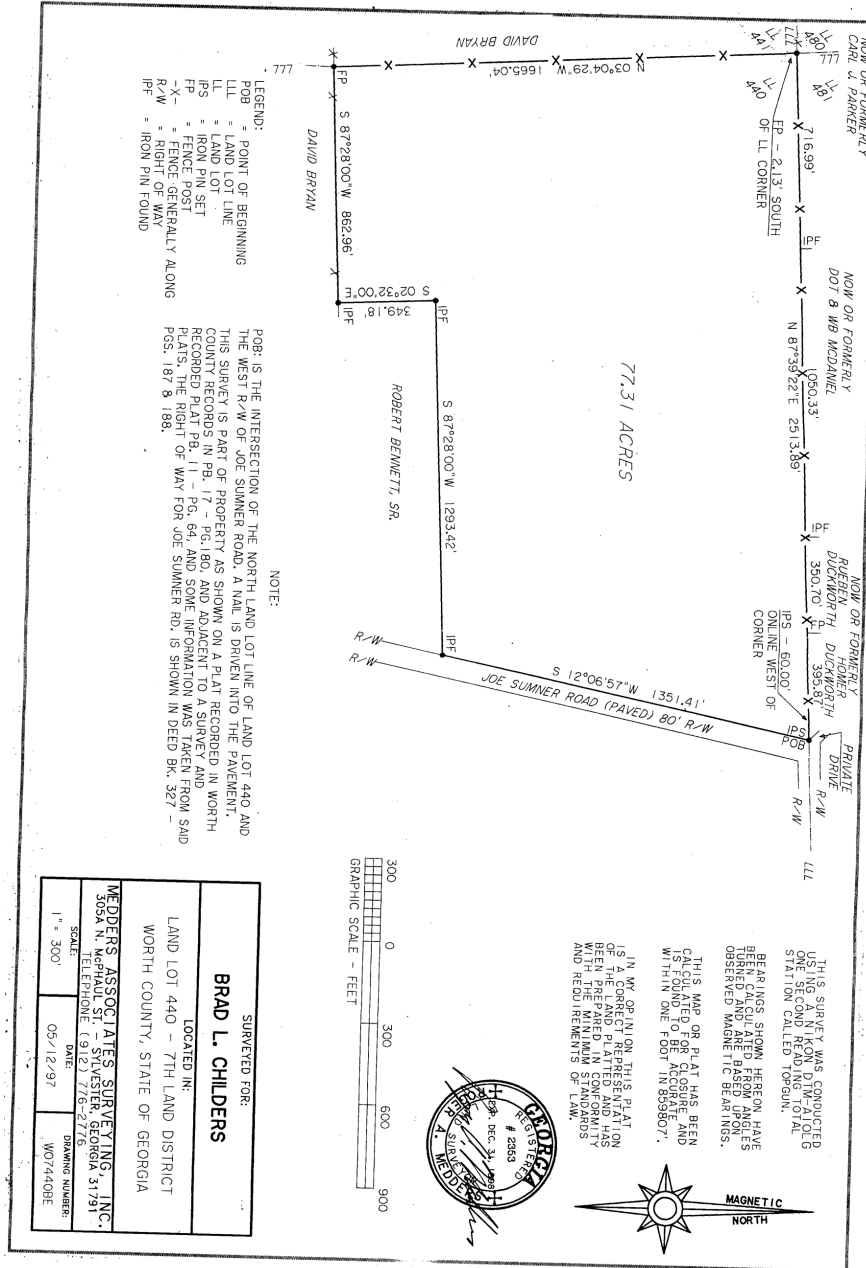 NOW OR FORMERLY
CARL J. PARKER
LL
480
LL
481
LL
441
LL
440
LLL
LLL
716.99'
FP - 2.13' SOUTH
OF LL CORNER
IPF
NOW OR FORMERLY
DOT & WB MCDANIEL
1050.33'
N 87°39'22"E 2513.89'
IPF
NOW OR FORMERLY
RUEBEN
DUCKWORTH
HOMER
DUCKWORTH
350.70'
FP
395.87'
IPS - 60.00'
ONLINE WEST OF
CORNER
IPS
POB
PRIVATE
DRIVE
R/W
R/W
LLL
DAVID BRYAN
N 03°04'29"W 1665.04'
77.31 ACRES
S 12°06'57"W 1351.41'
JOE SUMNER ROAD (PAVED) 80' R/W
R/W
R/W
IPF
S 87°28'00"W 1293.42'
IPF
ROBERT BENNETT, SR.
S 02°32'00"E
349.18'
IPF
S 87°28'00"W 862.96'
FP
LLL
DAVID BRYAN
LEGEND:
POB = POINT OF BEGINNING
LLL = LAND LOT LINE
LL = LAND LOT
IPS = IRON PIN SET
FP = FENCE POST
-X- = FENCE GENERALLY ALONG
R/W = RIGHT OF WAY
IPF = IRON PIN FOUND
NOTE:
POB: IS THE INTERSECTION OF THE NORTH LAND LOT LINE OF LAND LOT 440 AND
THE WEST R/W OF JOE SUMNER ROAD. A NAIL IS DRIVEN INTO THE PAVEMENT.
THIS SURVEY IS PART OF PROPERTY AS SHOWN ON A PLAT RECORDED IN WORTH
COUNTY RECORDS IN PB. 17 - PG.180, AND ADJACENT TO A SURVEY AND
RECORDED PLAT PB. 11 - PG. 64, AND SOME INFORMATION WAS TAKEN FROM SAID
PLATS. THE RIGHT OF WAY FOR JOE SUMNER RD. IS SHOWN IN DEED BK. 327 -
PGS. 187 & 188.
THIS SURVEY WAS CONDUCTED
USING A NIKON DTM-A10LG
ONE SECOND READING TOTAL
STATION CALLED TOPGUN.
BEARINGS SHOWN HEREON HAVE
BEEN CALCULATED FROM ANGLES
TURNED AND ARE BASED UPON
OBSERVED MAGNETIC BEARINGS.
THIS MAP OR PLAT HAS BEEN
CALCULATED FOR CLOSURE AND
IS FOUND TO BE ACCURATE
WITHIN ONE FOOT IN 859807'.
IN MY OPINION THIS PLAT
IS A CORRECT REPRESENTATION
OF THE LAND PLATTED AND HAS
BEEN PREPARED IN CONFORMITY
WITH THE MINIMUM STANDARDS
AND REQUIREMENTS OF LAW.
MAGNETIC
NORTH
GEORGIA
REGISTERED
# 2353
DEC. 31, 1998
SURVEYOR
A. MEDDERS
300 0 300 600 900
GRAPHIC SCALE - FEET
SURVEYED FOR:
BRAD L. CHILDERS
LOCATED IN:
LAND LOT 440 - 7TH LAND DISTRICT
WORTH COUNTY, STATE OF GEORGIA
MEDDERS ASSOCIATES SURVEYING, INC.
305A N. McPHAUL ST. - SYLVESTER, GEORGIA 31791
TELEPHONE (912) 776-2776
SCALE:
1" = 300'
DATE:
05/12/97
DRAWING NUMBER:
W07440BE